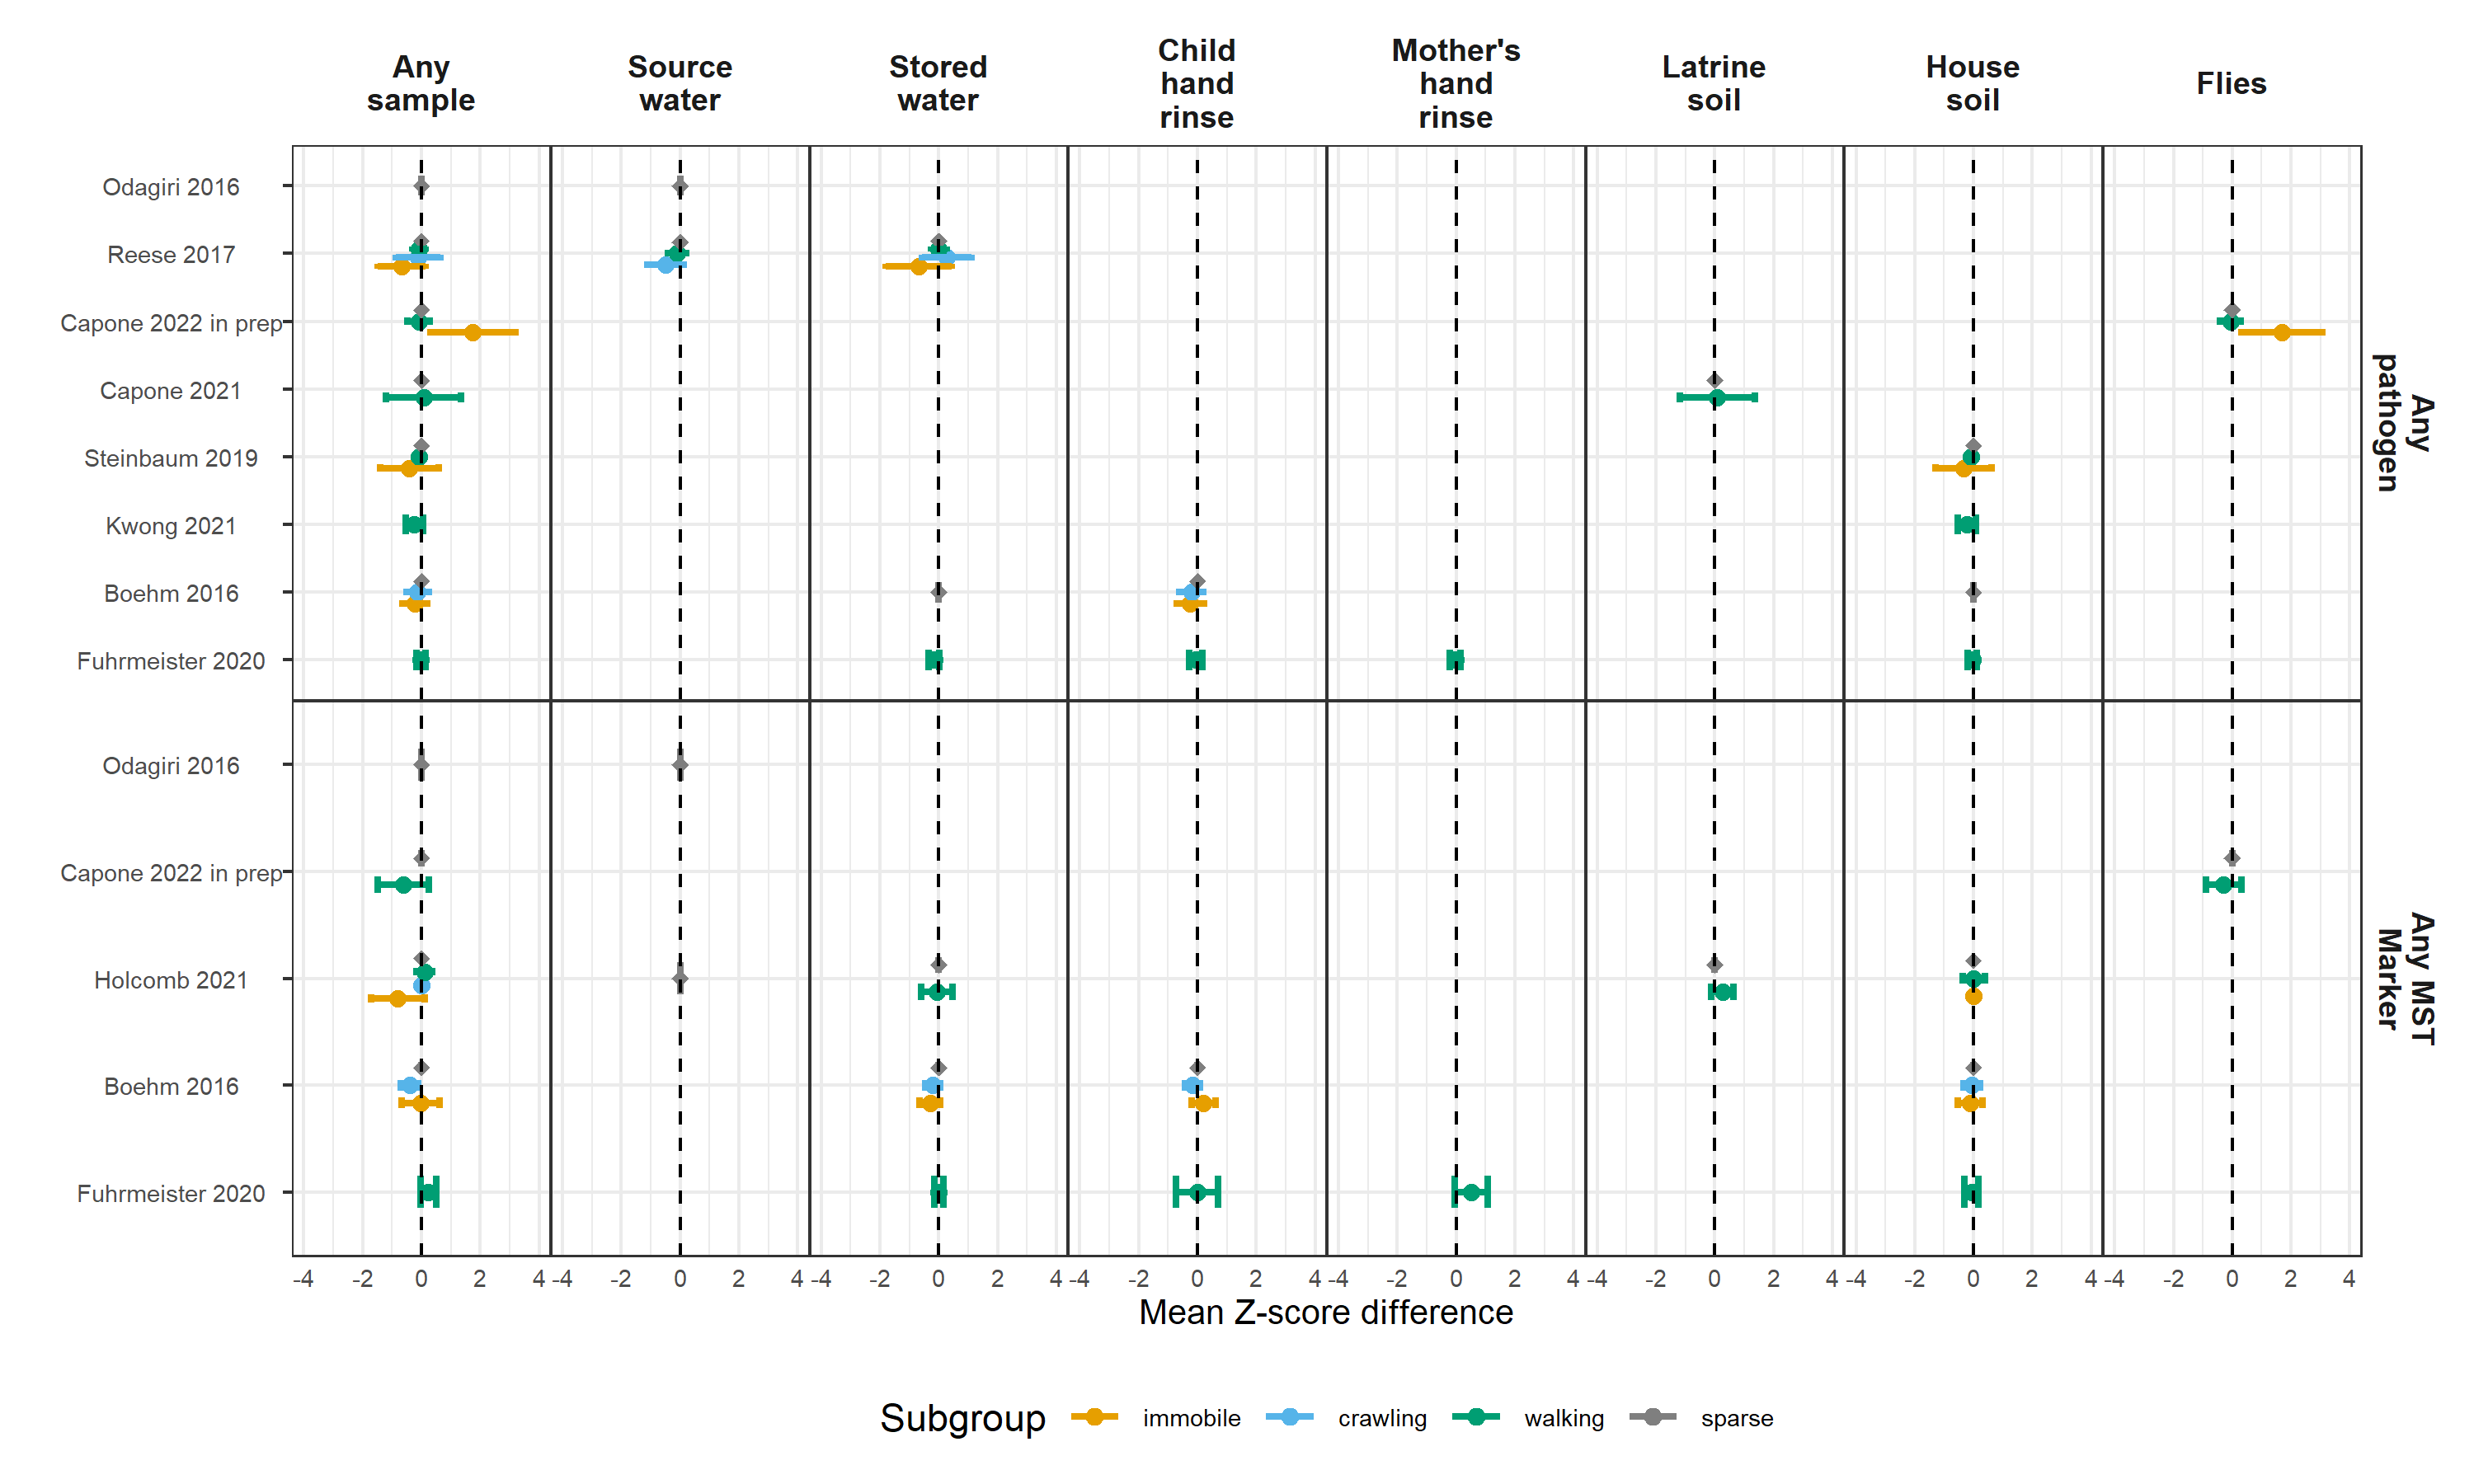 Any
sample
Source
water
Stored
water
Child
hand
rinse
Mother's
hand
rinse
Latrine
soil
House
soil
Flies
Odagiri 2016
Reese 2017
Capone 2022 in prep
Capone 2021
Steinbaum 2019
Kwong 2021
Boehm 2016
Fuhrmeister 2020
Any
pathogen
Odagiri 2016
Capone 2022 in prep
Holcomb 2021
Boehm 2016
Fuhrmeister 2020
Any MST
Marker
-4 -2 0 2 4 -4 -2 0 2 4 -4 -2 0 2 4 -4 -2 0 2 4 -4 -2 0 2 4 -4 -2 0 2 4 -4 -2 0 2 4 -4 -2 0 2 4
Mean Z-score difference
Subgroup immobile crawling walking sparse